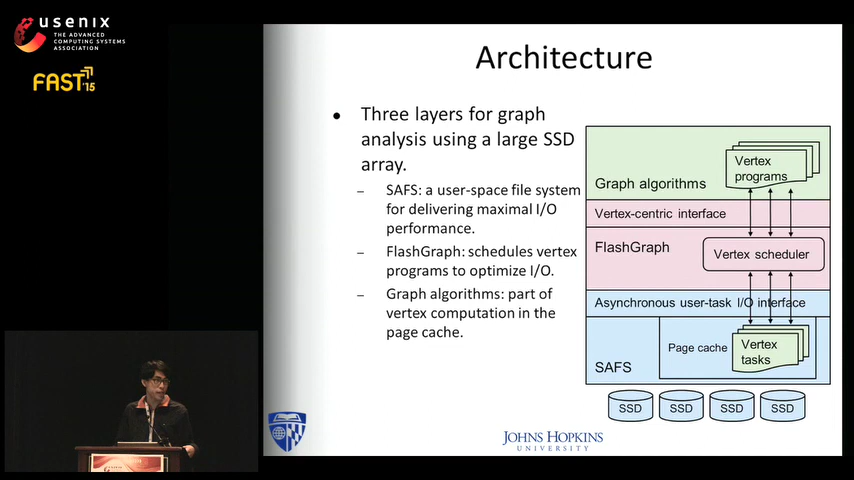 usenix
THE ADVANCED
COMPUTING SYSTEMS
ASSOCIATION
FAST '15
Architecture
• Three layers for graph
analysis using a large SSD
array.
– SAFS: a user-space file system
for delivering maximal I/O
performance.
– FlashGraph: schedules vertex
programs to optimize I/O.
– Graph algorithms: part of
vertex computation in the
page cache.
Vertex
programs
Graph algorithms
Vertex-centric interface
FlashGraph
Vertex scheduler
Asynchronous user-task I/O interface
Page cache
Vertex
tasks
SAFS
SSD SSD SSD SSD
JOHNS HOPKINS
UNIVERSITY